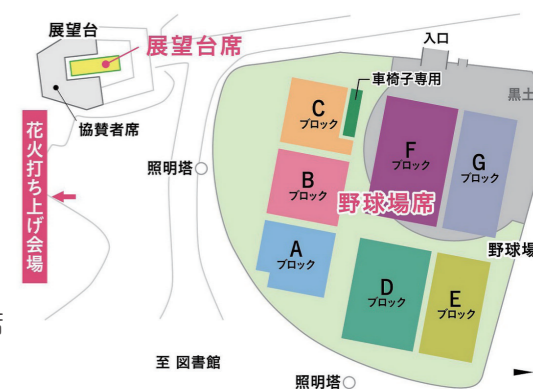 展望台
展望台席
協賛者席
花火打ち上げ会場
照明塔
入口
車椅子専用
黒土
C
ブロック
B
ブロック
A
ブロック
F
ブロック
G
ブロック
野球場席
野球場
D
ブロック
E
ブロック
至 図書館
照明塔